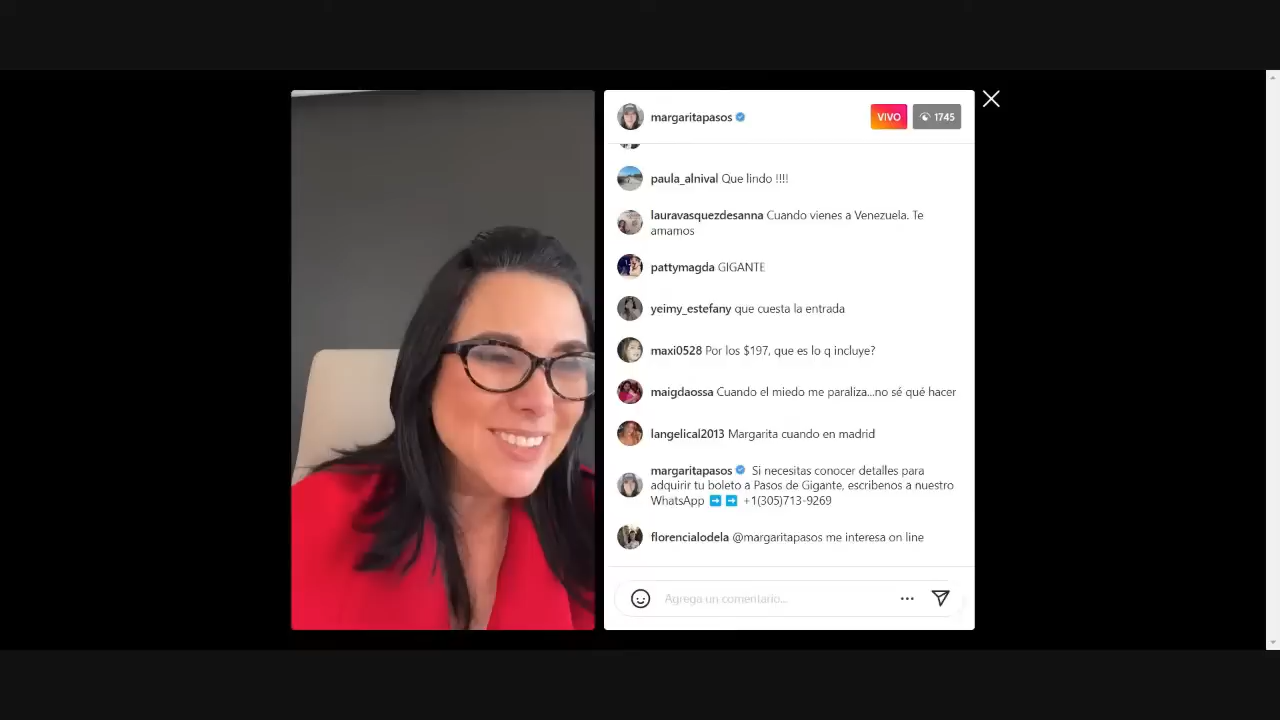 margaritapasos
VIVO
1745
paula_alnival Que lindo !!!!
lauravasquezdesanna Cuando vienes a Venezuela. Te
amamos
pattymagda GIGANTE
yeimy_estefany que cuesta la entrada
maxi0528 Por los $197, que es lo q incluye?
maigdaossa Cuando el miedo me paraliza...no sé qué hacer
langelical2013 Margarita cuando en madrid
margaritapasos Si necesitas conocer detalles para
adquirir tu boleto a Pasos de Gigante, escribenos a nuestro
WhatsApp ➡️ ➡️ +1(305)713-9269
florencialodela @margaritapasos me interesa on line
Agrega un comentario...